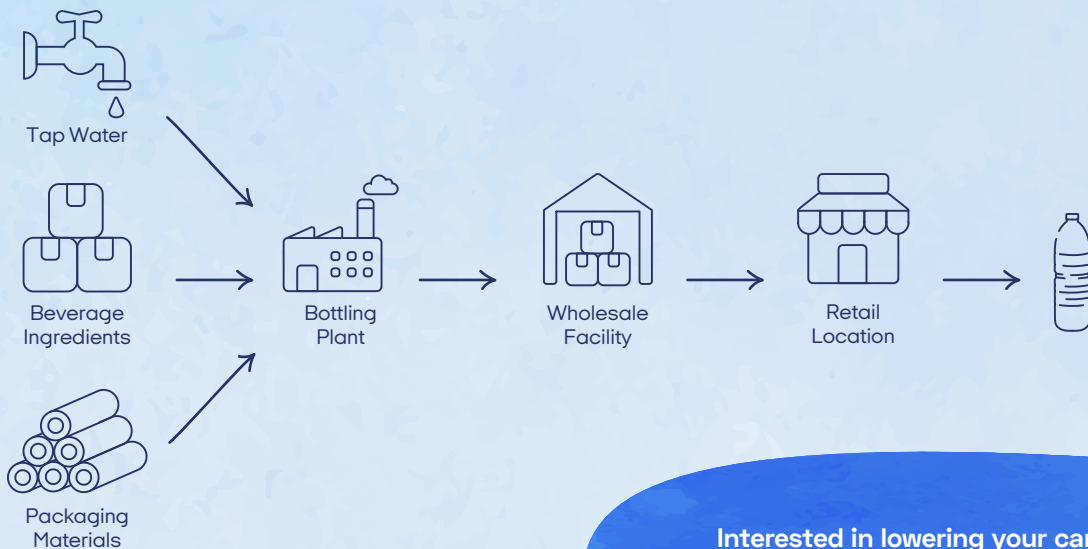 Tap Water
Beverage
Ingredients
Packaging
Materials
Bottling
Plant
Wholesale
Facility
Retail
Location
Interested in lowering your